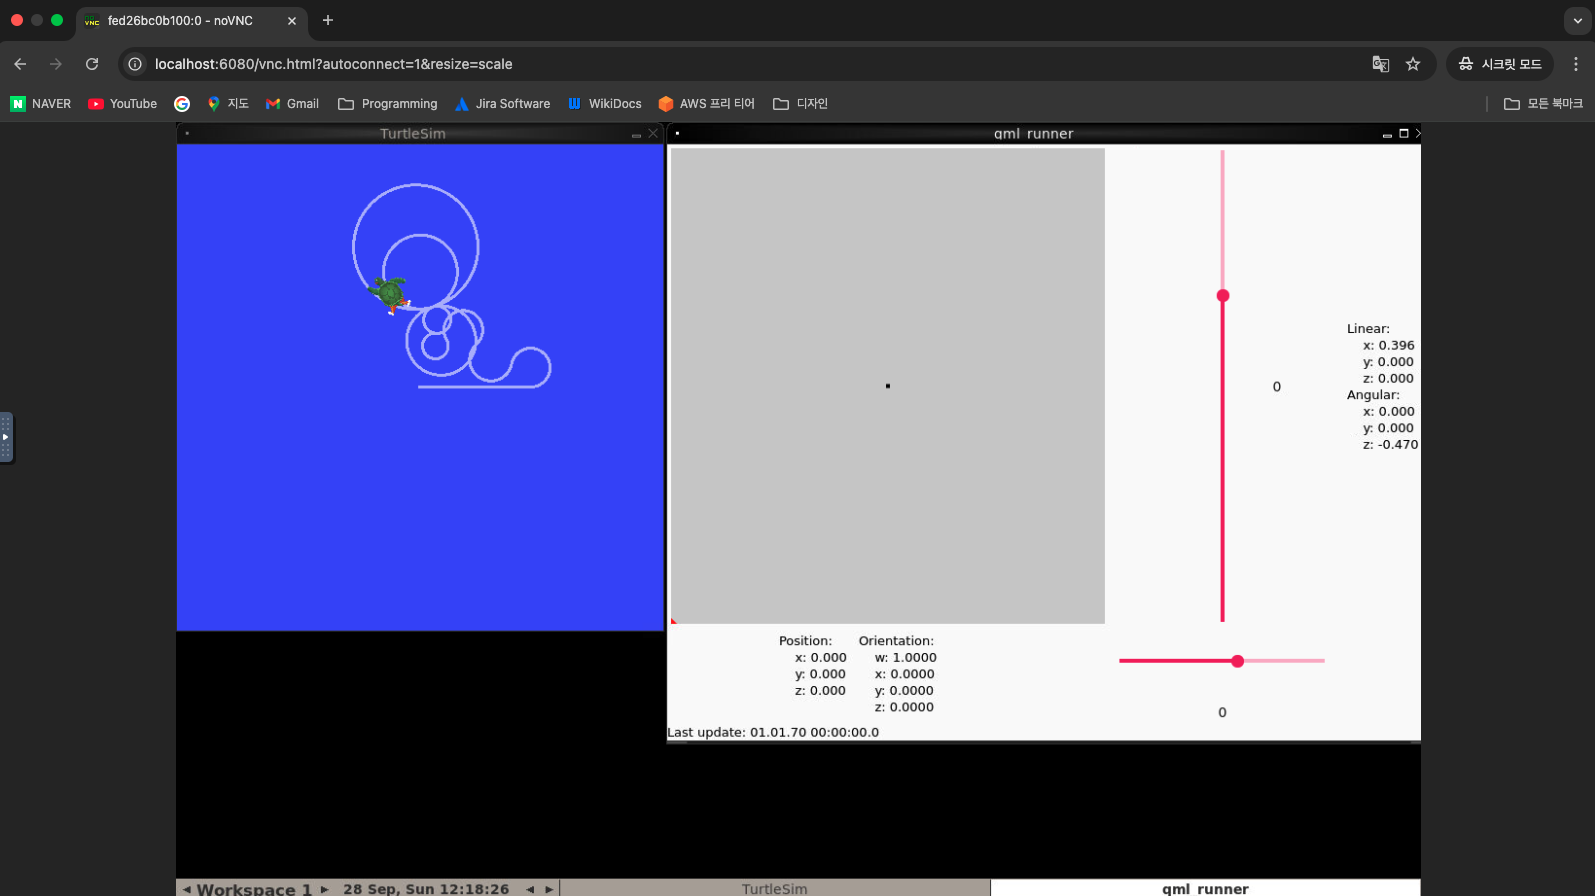 fed26bc0b100:0 - noVNC
localhost:6080/vnc.html?autoconnect=1&resize=scale
시크릿 모드
NAVER
YouTube
지도
Gmail
Programming
Jira Software
WikiDocs
AWS 프리 티어
디자인
모든 북마크
TurtleSim
qml_runner
Linear:
x: 0.396
y: 0.000
z: 0.000
0
Angular:
x: 0.000
y: 0.000
z: -0.470
Position:
x: 0.000
y: 0.000
z: 0.000
Orientation:
w: 1.0000
x: 0.0000
y: 0.0000
z: 0.0000
0
Last update: 01.01.70 00:00:00.0
Workspace 1
28 Sep, Sun 12:18:26
TurtleSim
qml_runner